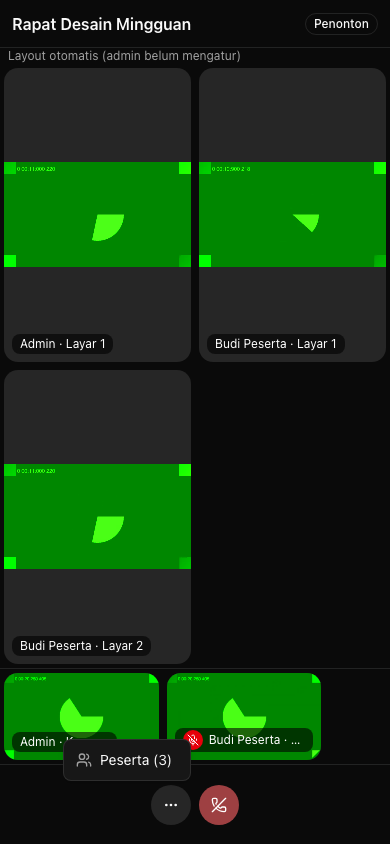 Rapat Desain Mingguan
Penonton
Layout otomatis (admin belum mengatur)
Admin · Layar 1
Budi Peserta · Layar 1
Budi Peserta · Layar 2
Admin ·
Budi Peserta · ...
Peserta (3)